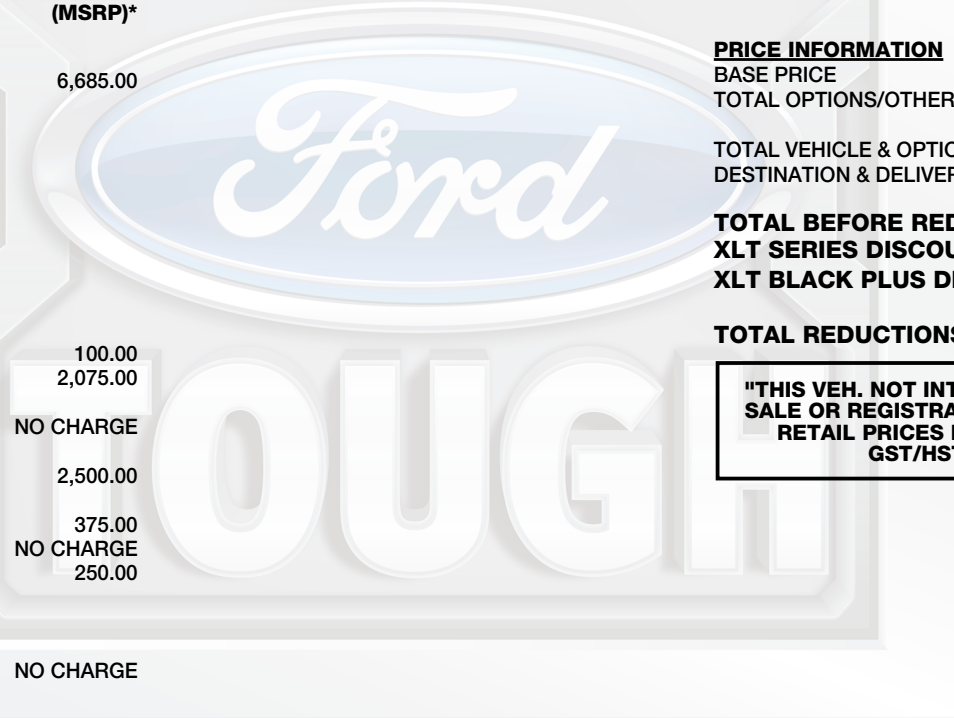 (MSRP)*
6,685.00
100.00
2,075.00
NO CHARGE
2,500.00
375.00
NO CHARGE
250.00
NO CHARGE
Ford
TOUGH
PRICE INFORMATION
BASE PRICE
TOTAL OPTIONS/OTHER
TOTAL VEHICLE & OPTIO
DESTINATION & DELIVER
TOTAL BEFORE RED
XLT SERIES DISCOU
XLT BLACK PLUS DI
TOTAL REDUCTIONS
"THIS VEH. NOT INT
SALE OR REGISTRA
RETAIL PRICES
GST/HST